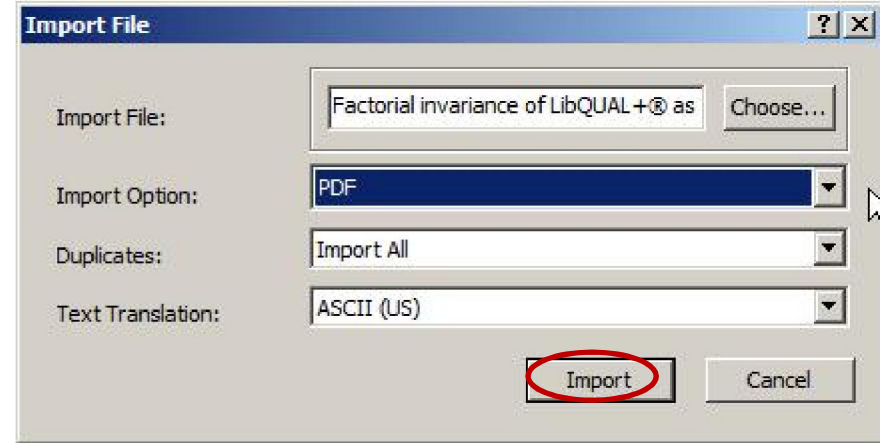 Import File
? X
Import File: Factorial invariance of LibQUAL+® as Choose...
Import Option: PDF
Duplicates: Import All
Text Translation: ASCII (US)
Import Cancel